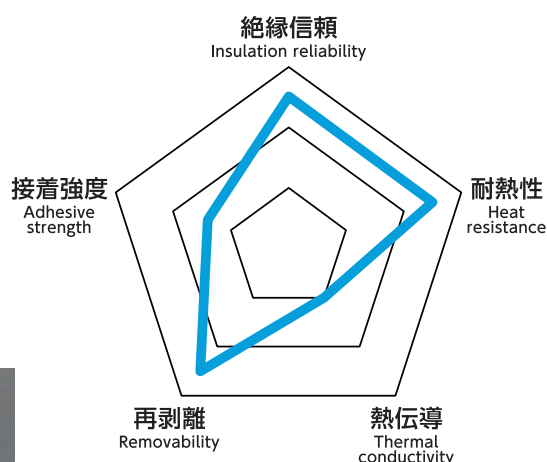 絶縁信頼
Insulation reliability
接着強度
Adhesive
strength
耐熱性
Heat
resistance
再剥離
Removability
熱伝導
Thermal
conductivity